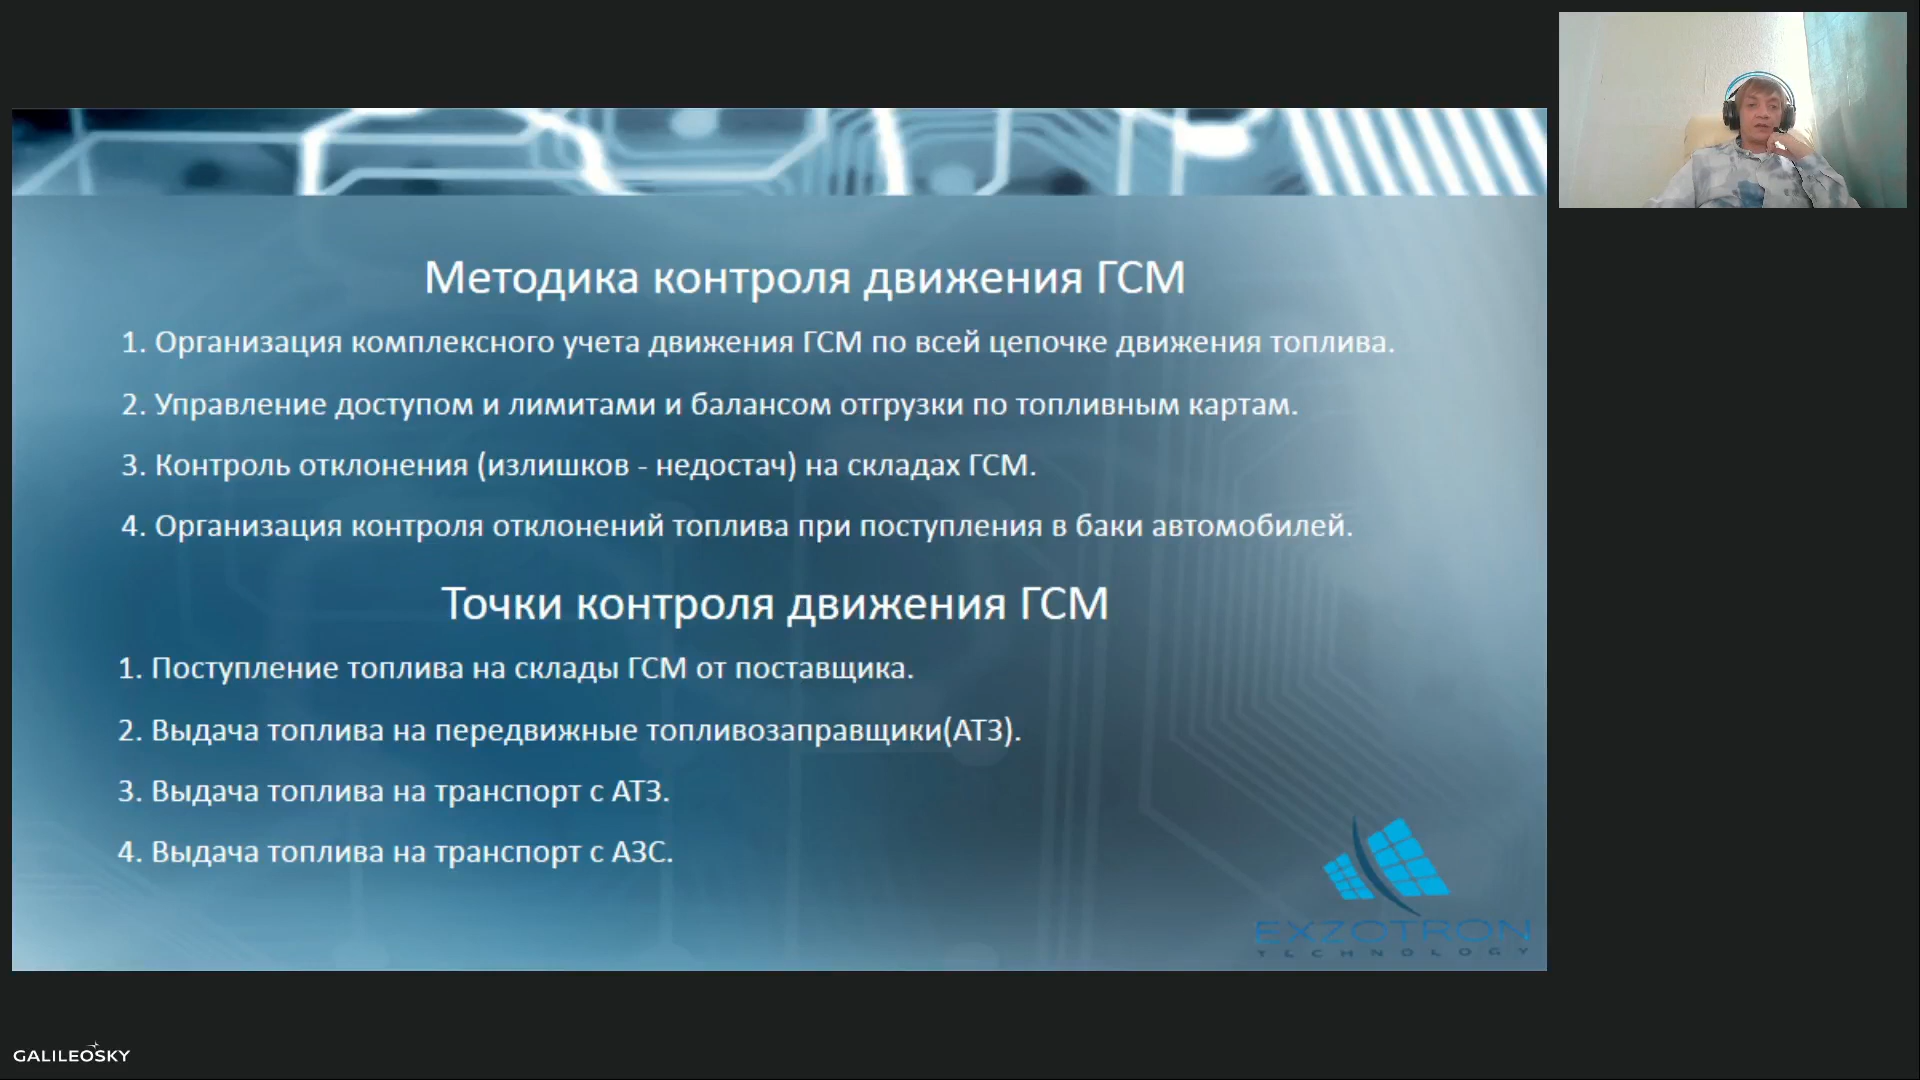 Методика контроля движения ГСМ
1. Организация комплексного учета движения ГСМ по всей цепочке движения топлива.
2. Управление доступом и лимитами и балансом отгрузки по топливным картам.
3. Контроль отклонения (излишков - недостач) на складах ГСМ.
4. Организация контроля отклонений топлива при поступления в баки автомобилей.
Точки контроля движения ГСМ
1. Поступление топлива на склады ГСМ от поставщика.
2. Выдача топлива на передвижные топливозаправщики(АТЗ).
3. Выдача топлива на транспорт с АТЗ.
4. Выдача топлива на транспорт с АЗС.
EXZOTRON
TECHNOLOGY
GALILEOSKY